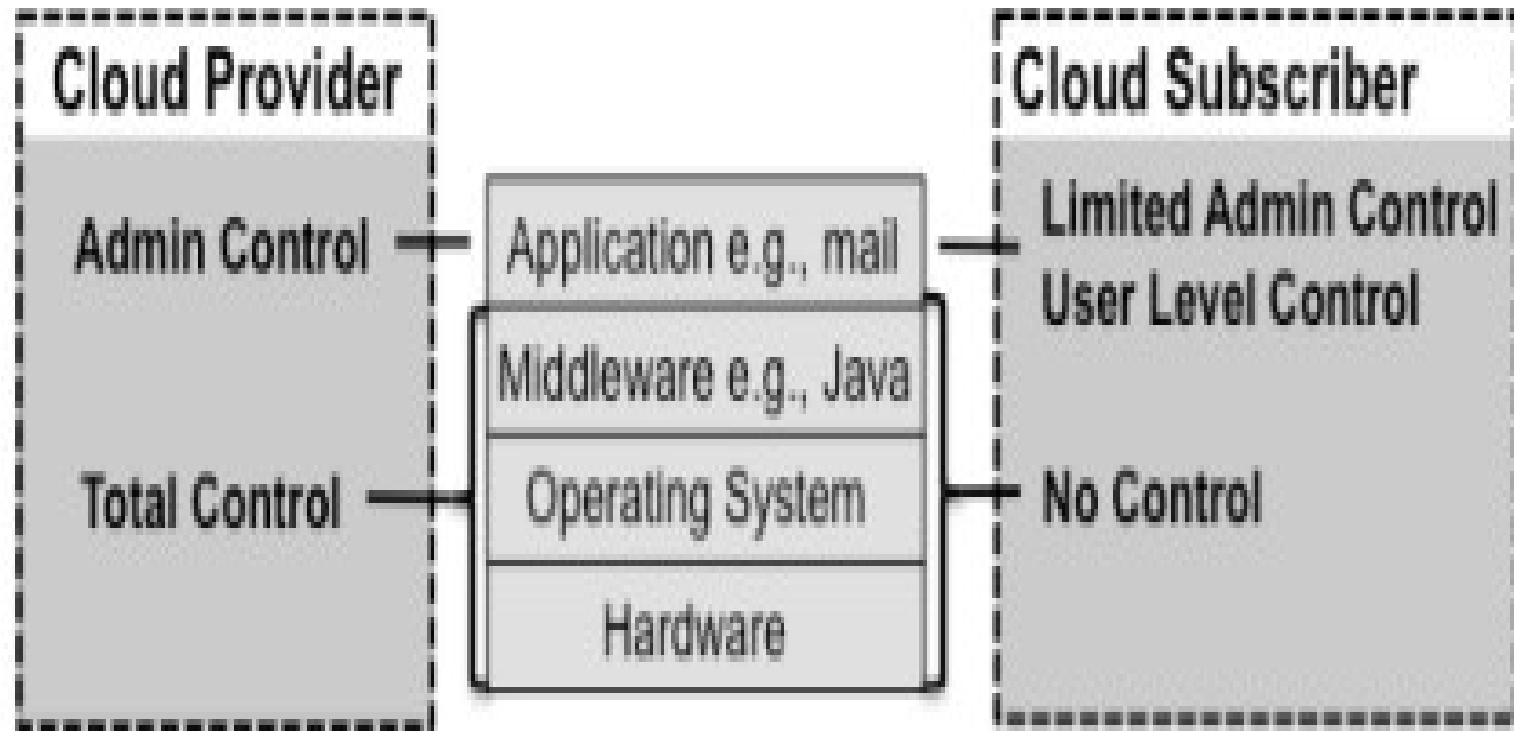 Cloud Provider
Admin Control
Total Control
Application e.g., mail
Middleware e.g., Java
Operating System
Hardware
Cloud Subscriber
Limited Admin Control
User Level Control
No Control